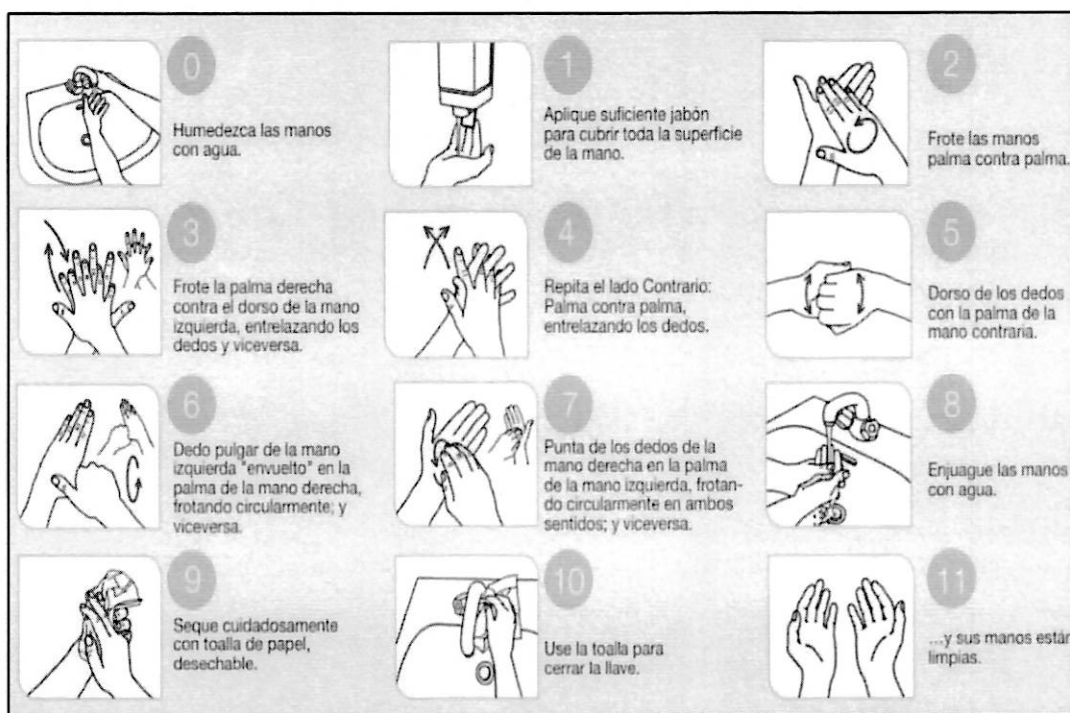 0
Humedezca las manos
con agua.
1
Aplique suficiente jabón
para cubrir toda la superficie
de la mano.
2
Frote las manos
palma contra palma.
3
Frote la palma derecha
contra el dorso de la mano
izquierda, entrelazando los
dedos y viceversa.
4
Repita el lado Contrario:
Palma contra palma,
entrelazando los dedos.
5
Dorso de los dedos
con la palma de la
mano contraria.
6
Dedo pulgar de la mano
izquierda "envuelto" en la
palma de la mano derecha,
frotando circularmente; y
viceversa.
7
Punta de los dedos de la
mano derecha en la palma
de la mano izquierda, frotan-
do circularmente en ambos
sentidos; y viceversa.
8
Enjuague las manos
con agua.
9
Seque cuidadosamente
con toalla de papel,
desechable.
10
Use la toalla para
cerrar la llave.
11
...y sus manos están
limpias.